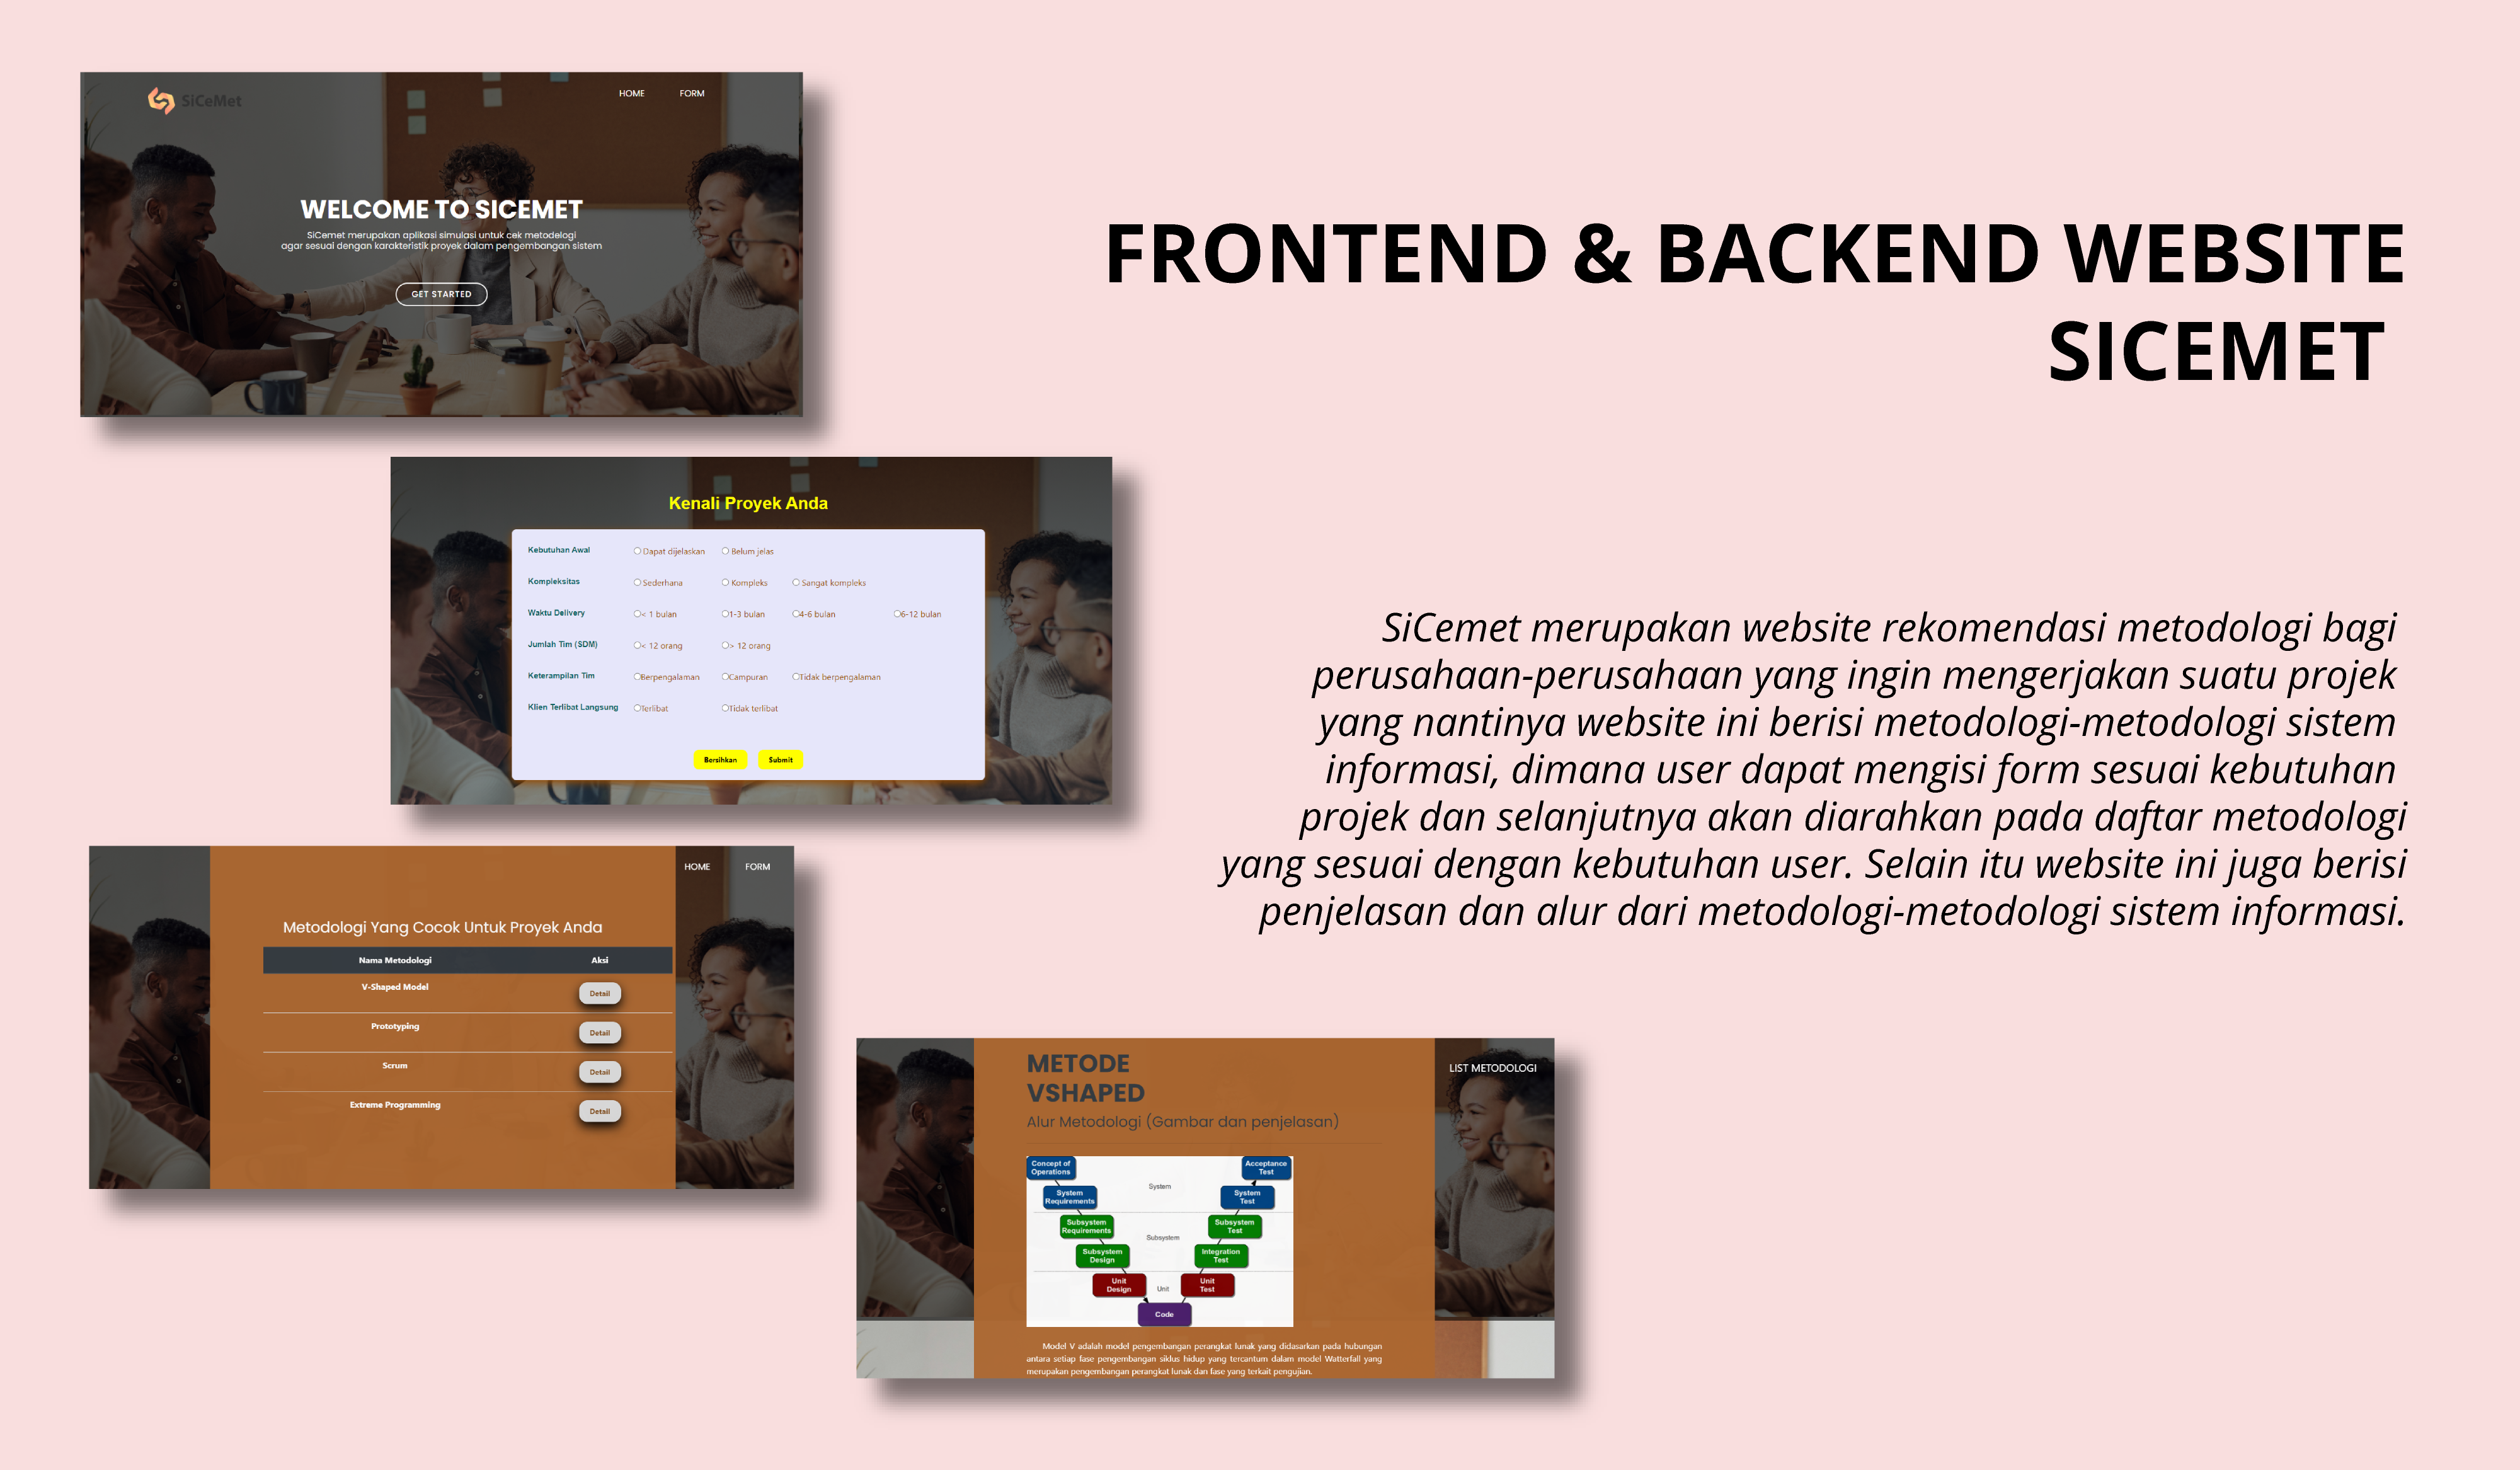 SiCeMet
HOME FORM
WELCOME TO SICEMET
SiCemet merupakan aplikasi simulasi untuk cek metodologi
agar sesuai dengan karakteristik proyek dalam pengembangan sistem
GET STARTED
FRONTEND & BACKEND WEBSITE
SICEMET
Kenali Proyek Anda
Kebutuhan Awal Dapat dijelaskan Belum jelas
Kompleksitas Sederhana Kompleks Sangat kompleks
Waktu Delivery < 1 bulan 1-3 bulan 4-6 bulan 6-12 bulan
Jumlah Tim (SDM) < 12 orang > 12 orang
Keterampilan Tim Berpengalaman Campuran Tidak berpengalaman
Klien Terlibat Langsung Terlibat Tidak terlibat
Bersihkan Submit
SiCemet merupakan website rekomendasi metodologi bagi
perusahaan-perusahaan yang ingin mengerjakan suatu projek
yang nantinya website ini berisi metodologi-metodologi sistem
informasi, dimana user dapat mengisi form sesuai kebutuhan
projek dan selanjutnya akan diarahkan pada daftar metodologi
yang sesuai dengan kebutuhan user. Selain itu website ini juga berisi
penjelasan dan alur dari metodologi-metodologi sistem informasi.
HOME FORM
Metodologi Yang Cocok Untuk Proyek Anda
Nama Metodologi Aksi
V-Shaped Model Detail
Prototyping Detail
Scrum Detail
Extreme Programming Detail
METODE
VSHAPED
LIST METODOLOGI
Alur Metodologi (Gambar dan penjelasan)
Concept of
Operations
Acceptance
Test
System
System
Requirements
System
Test
Subsystem
Requirements
Subsystem
Test
Subsystem
Subsystem
Design
Integration
Test
Unit
Design
Unit
Unit
Test
Code
Model V adalah model pengembangan perangkat lunak yang didasarkan pada hubungan
antara setiap fase pengembangan siklus hidup yang tercantum dalam model Watterfall yang
merupakan pengembangan perangkat lunak dan fase yang terkait pengujian.